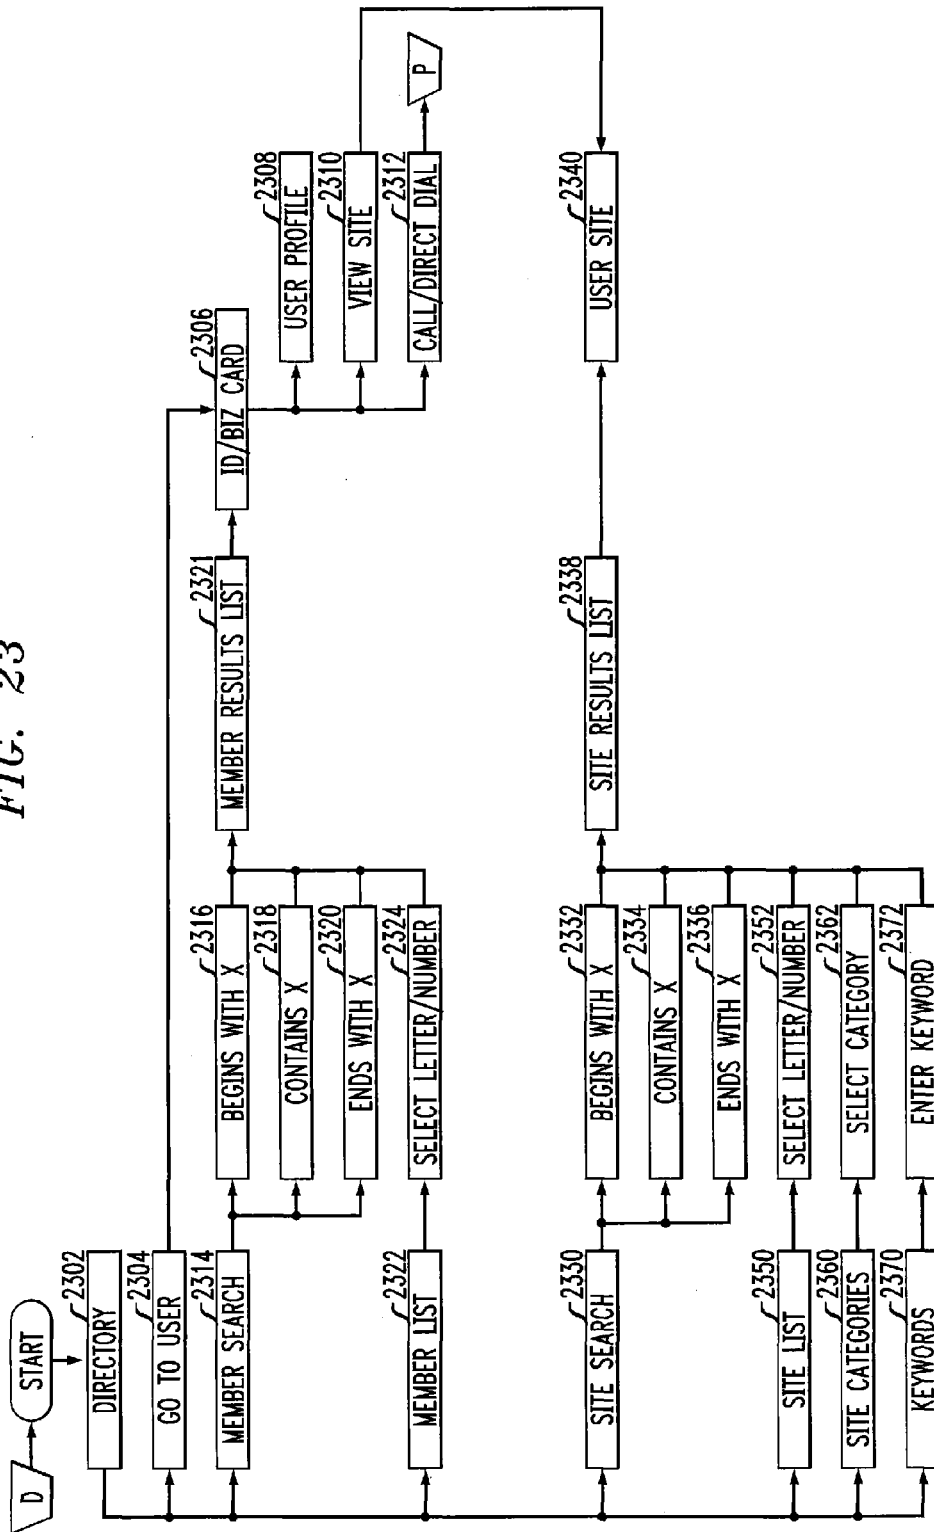 FIG. 23
D
START
2302
DIRECTORY
2304
GO TO USER
2314
MEMBER SEARCH
2322
MEMBER LIST
2330
SITE SEARCH
2350
SITE LIST
2360
SITE CATEGORIES
2370
KEYWORDS
2316
BEGINS WITH X
2318
CONTAINS X
2320
ENDS WITH X
2324
SELECT LETTER/NUMBER
2332
BEGINS WITH X
2334
CONTAINS X
2336
ENDS WITH X
2352
SELECT LETTER/NUMBER
2362
SELECT CATEGORY
2372
ENTER KEYWORD
2321
MEMBER RESULTS LIST
2338
SITE RESULTS LIST
2306
ID/BIZ CARD
2308
USER PROFILE
2310
VIEW SITE
2312
CALL/DIRECT DIAL
P
2340
USER SITE